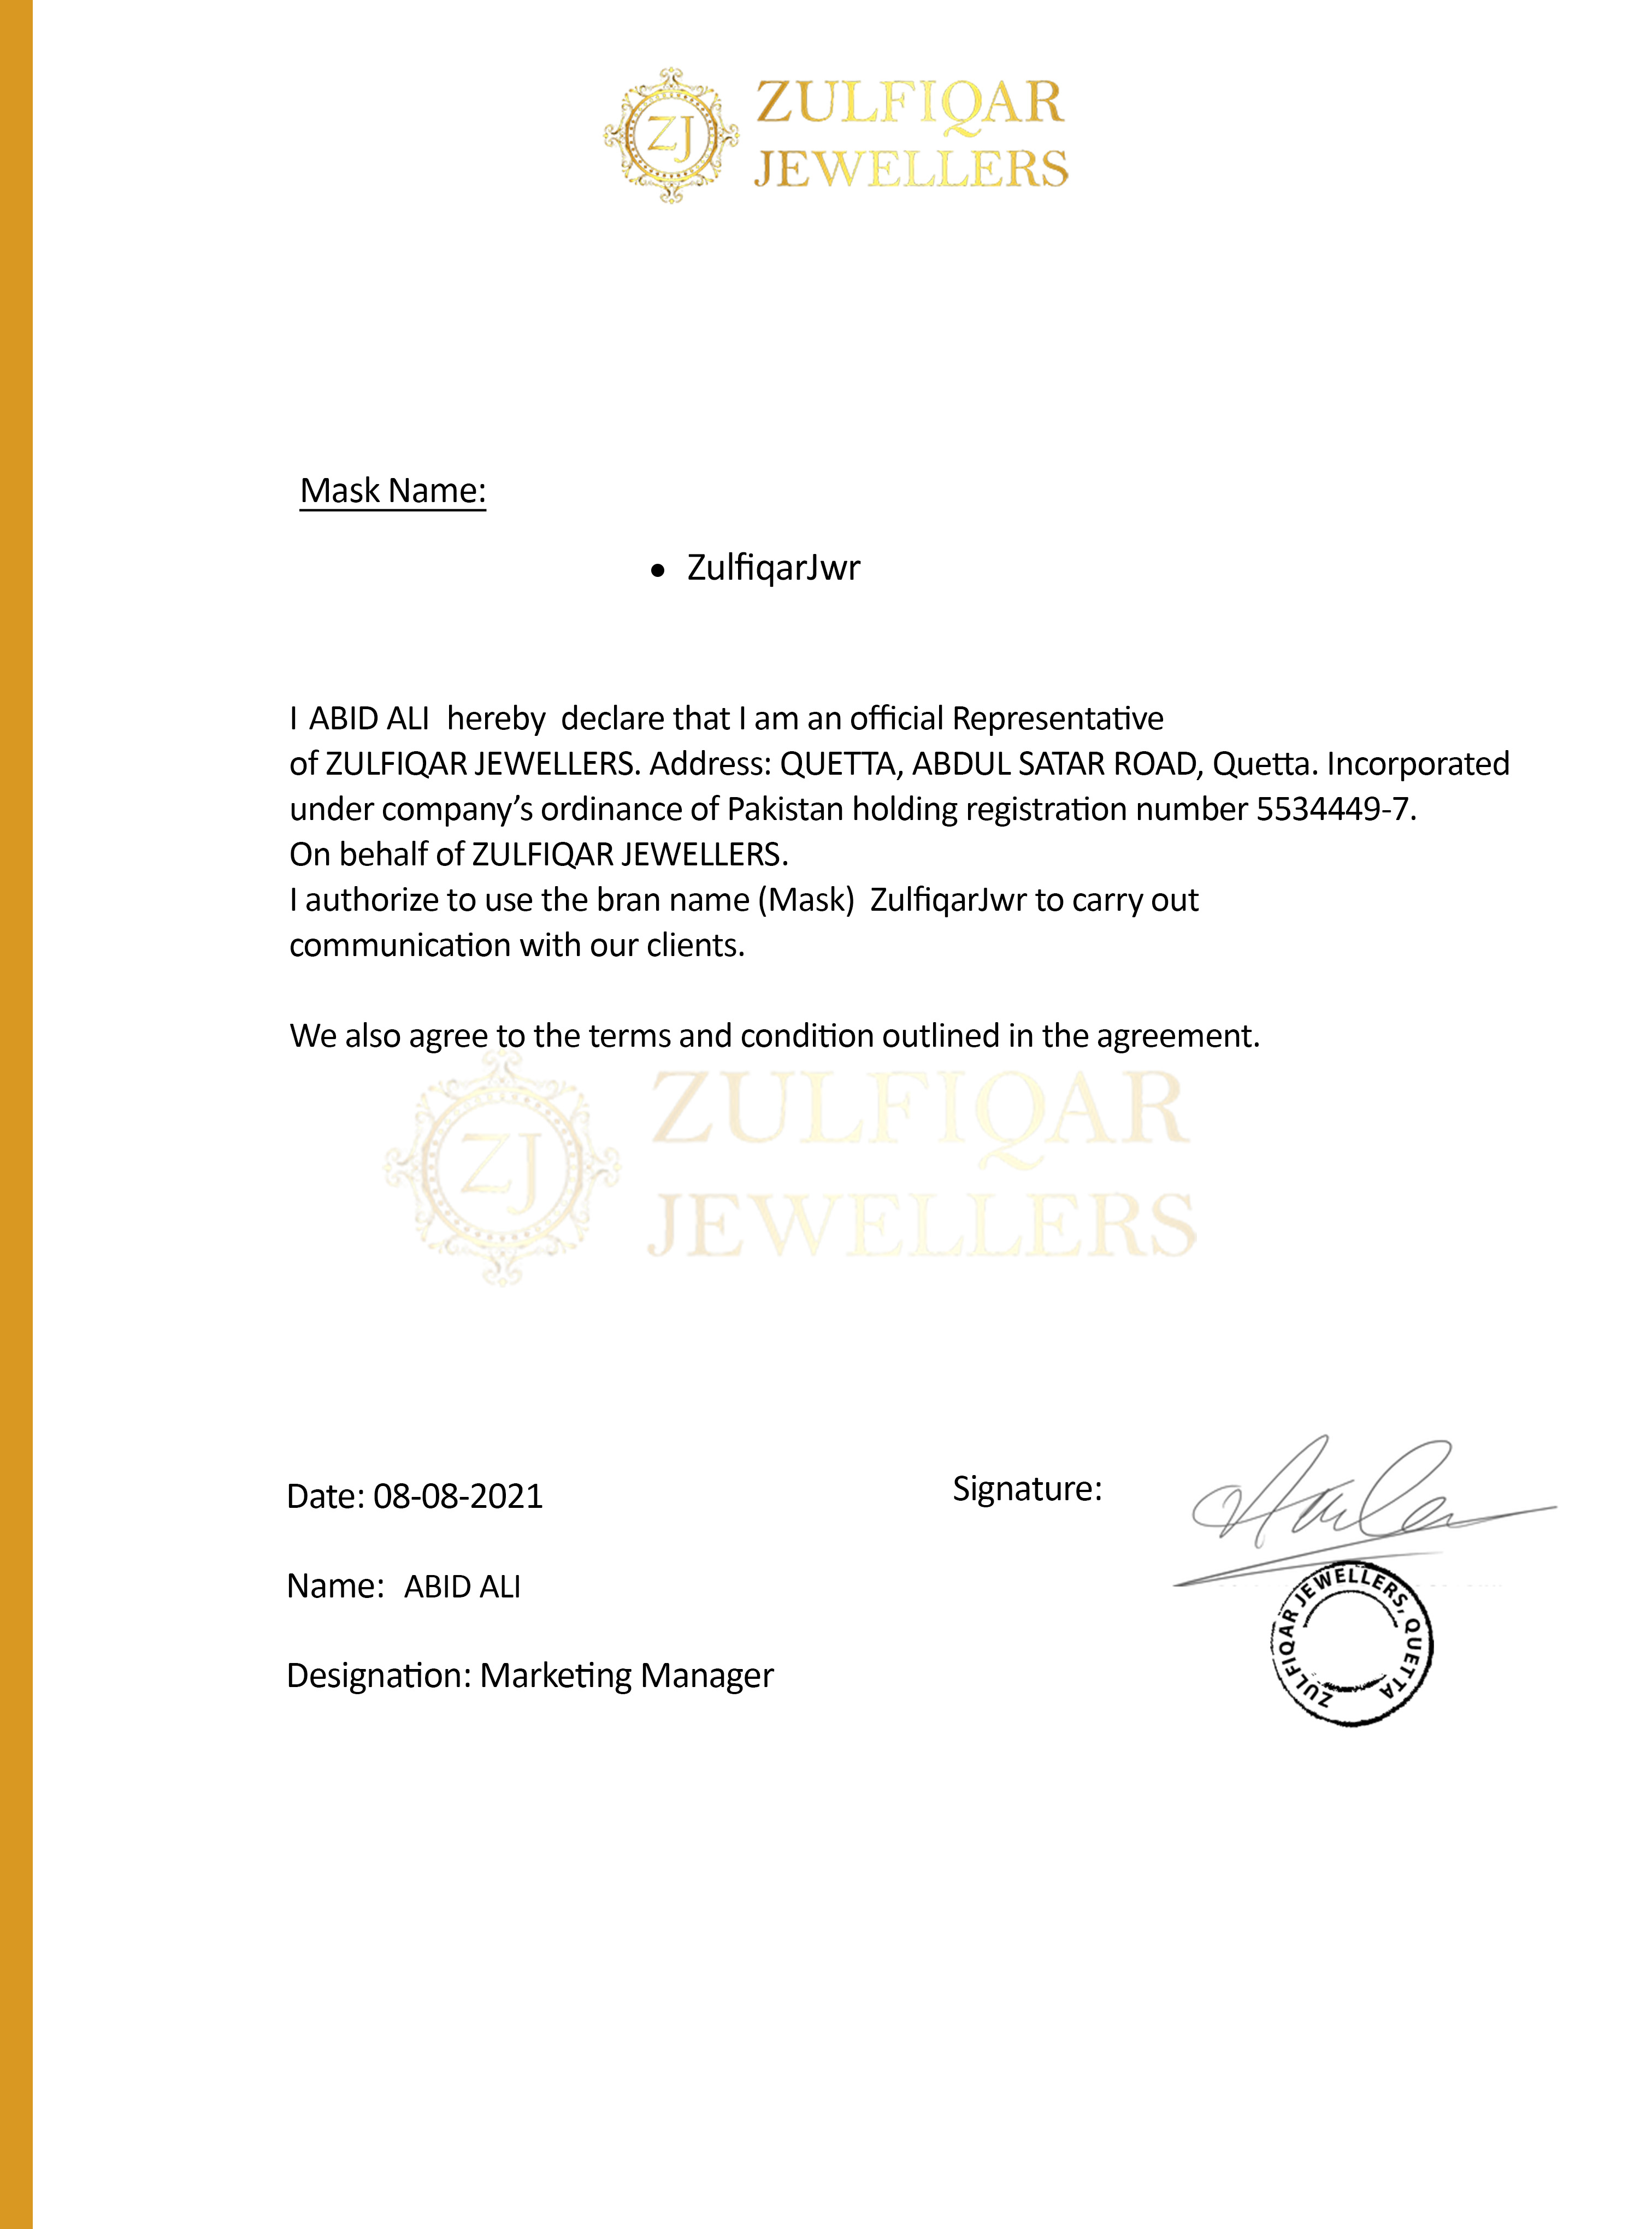 ZJ
ZULFIQAR
JEWELLERS
Mask Name:
• ZulfiqarJwr
I ABID ALI hereby declare that I am an official Representative
of ZULFIQAR JEWELLERS. Address: QUETTA, ABDUL SATAR ROAD, Quetta. Incorporated
under company’s ordinance of Pakistan holding registration number 5534449-7.
On behalf of ZULFIQAR JEWELLERS.
I authorize to use the bran name (Mask) ZulfiqarJwr to carry out
communication with our clients.
We also agree to the terms and condition outlined in the agreement.
ZJ
ZULFIQAR
JEWELLERS
Date: 08-08-2021
Signature:
Name: ABID ALI
Designation: Marketing Manager
ZULFIQAR JEWELLERS, QUETTA